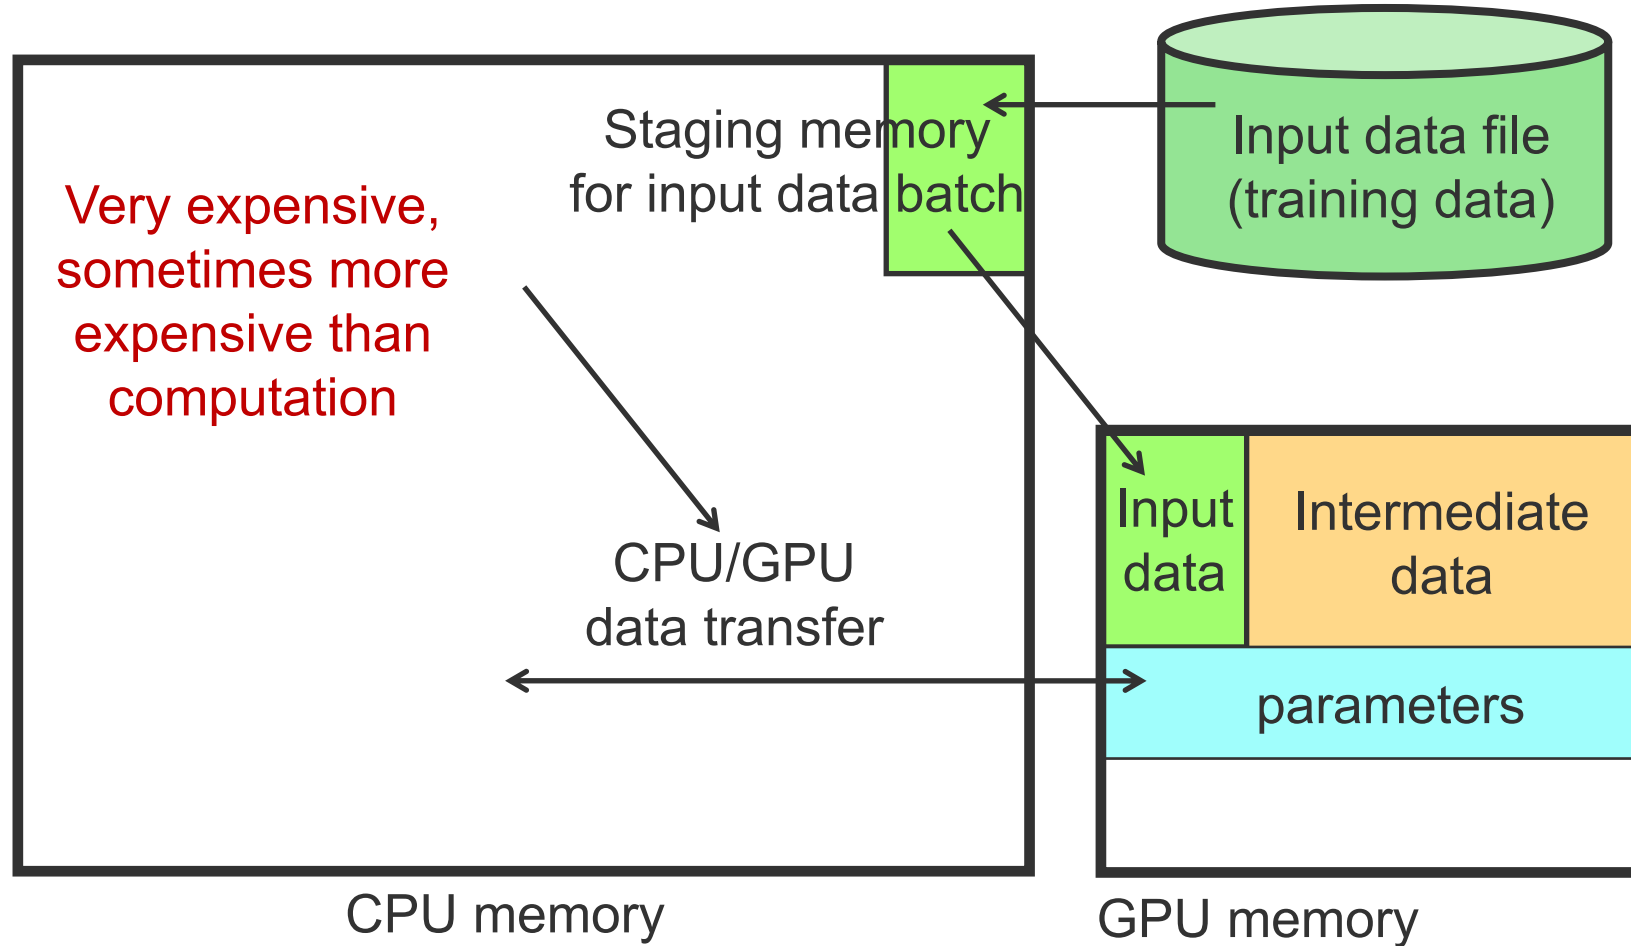 Staging memory
for input data batch
Input data file
(training data)
Very expensive,
sometimes more
expensive than
computation
CPU/GPU
data transfer
Input
data
Intermediate
data
parameters
CPU memory
GPU memory